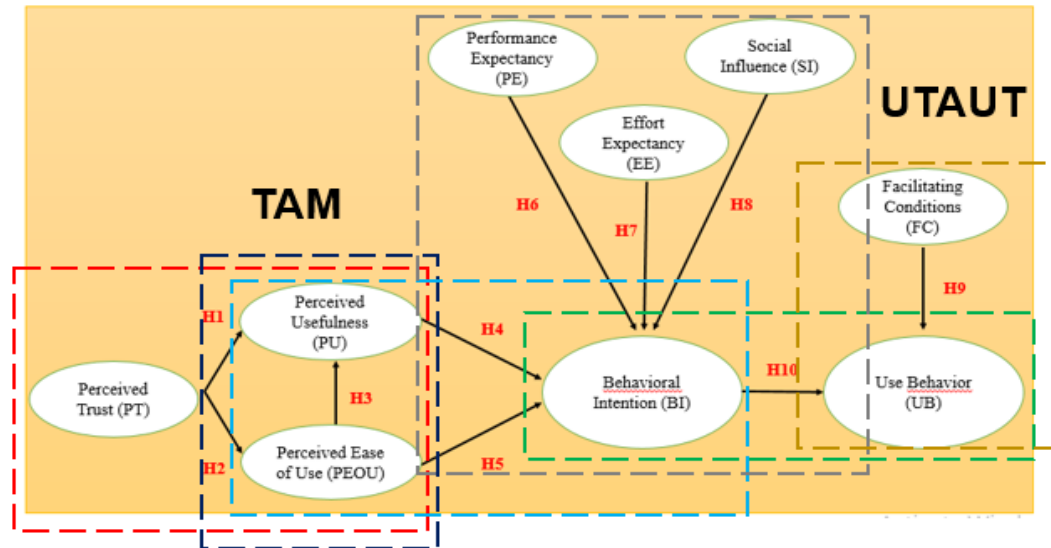 Performance
Expectancy
(PE)
Social
Influence (SI)
UTAUT
Effort
Expectancy
(EE)
TAM
Facilitating
Conditions
(FC)
H6
H7
H8
H9
H1
Perceived
Usefulness
(PU)
H4
Perceived
Trust (PT)
H3
Behavioral
Intention (BI)
H10
Use Behavior
(UB)
H2
Perceived Ease
of Use (PEOU)
H5